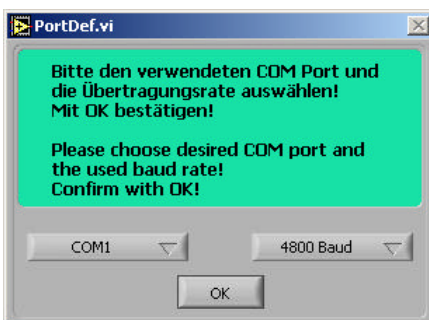 PortDef.vi
Bitte den verwendeten COM Port und
die Übertragungsrate auswählen!
Mit OK bestätigen!
Please choose desired COM port and
the used baud rate!
Confirm with OK!
COM1
4800 Baud
OK